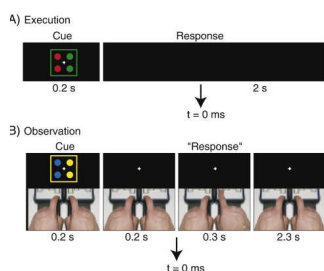 A) Execution
Cue Response
0.2 s 2 s
t = 0 ms
B) Observation
Cue "Response"
0.2 s 0.2 s 0.3 s 2.3 s
t = 0 ms